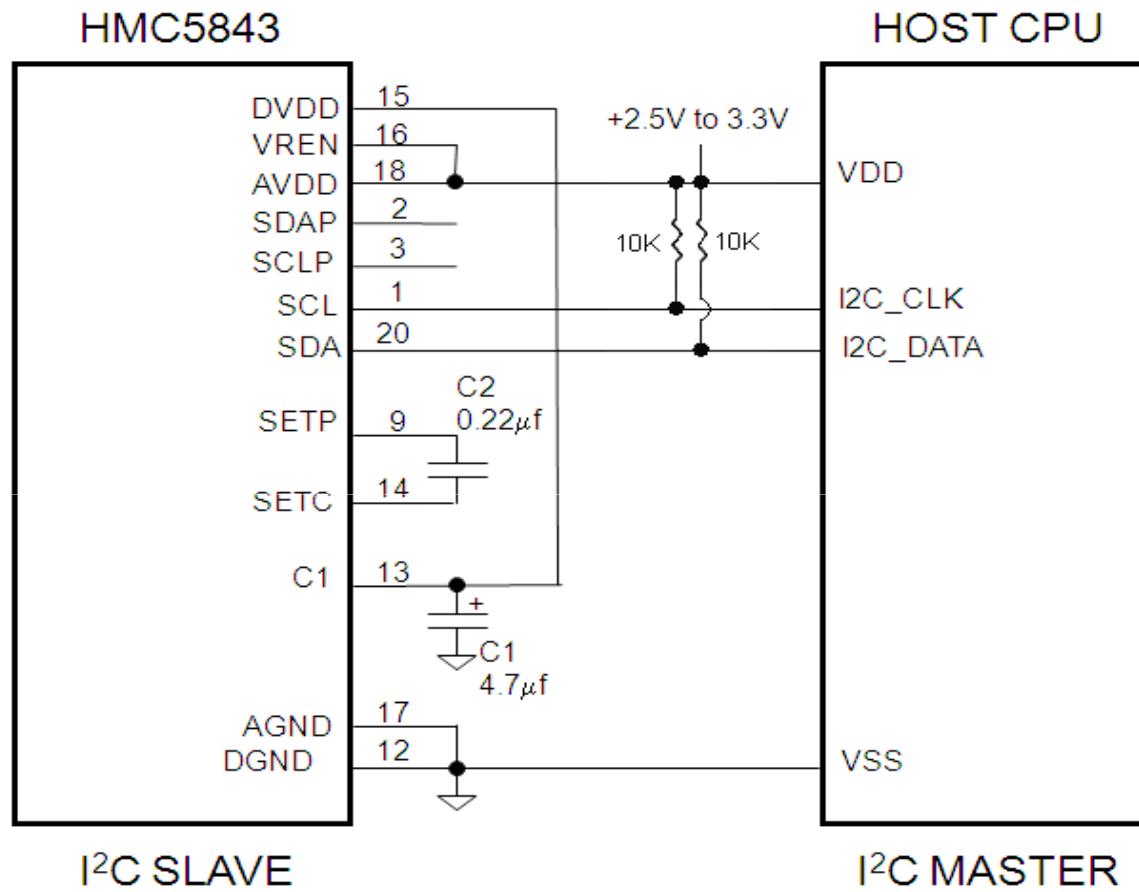 HMC5843
HOST CPU
DVDD 15
VREN 16
AVDD 18
SDAP 2
SCLP 3
SCL 1
SDA 20
SETP 9
SETC 14
C1 13
AGND 17
DGND 12
+2.5V to 3.3V
10K
10K
C2
0.22μf
+
C1
4.7μf
VDD
I2C_CLK
I2C_DATA
VSS
I²C SLAVE
I²C MASTER